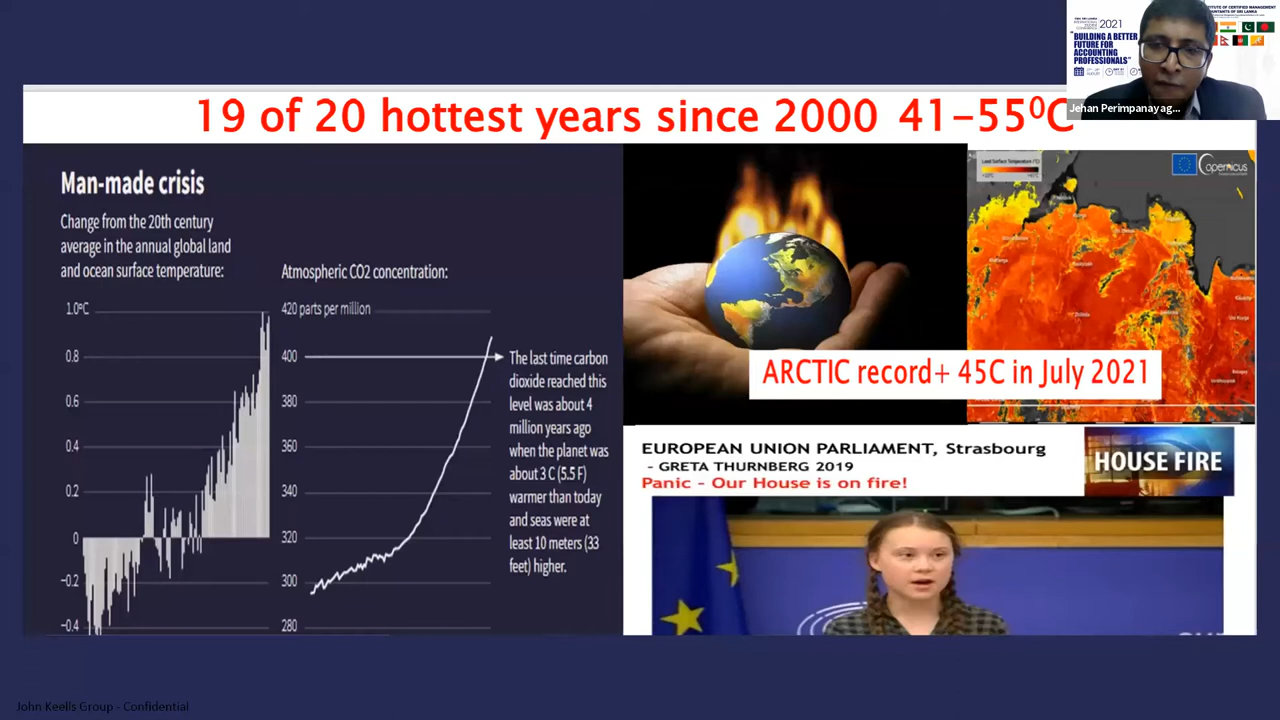 2021
"BUILDING A BETTER
FUTURE FOR
ACCOUNTING
PROFESSIONALS"
Jehan Perimpanayag...
19 of 20 hottest years since 2000 41-55⁰C
Man-made crisis
Change from the 20th century
average in the annual global land
and ocean surface temperature:
1.0ºC
0.8
0.6
0.4
0.2
0
-0.2
-0.4
Atmospheric CO2 concentration:
420 parts per million
400
380
360
340
320
300
280
The last time carbon
dioxide reached this
level was about 4
million years ago
when the planet was
about 3 C (5.5 F)
warmer than today
and seas were at
least 10 meters (33
feet) higher.
Land Surface Temperature (°C)
Copernicus
ARCTIC record+ 45C in July 2021
EUROPEAN UNION PARLIAMENT, Strasbourg
- GRETA THURNBERG 2019
Panic - Our House is on fire!
HOUSE FIRE
John Keells Group - Confidential